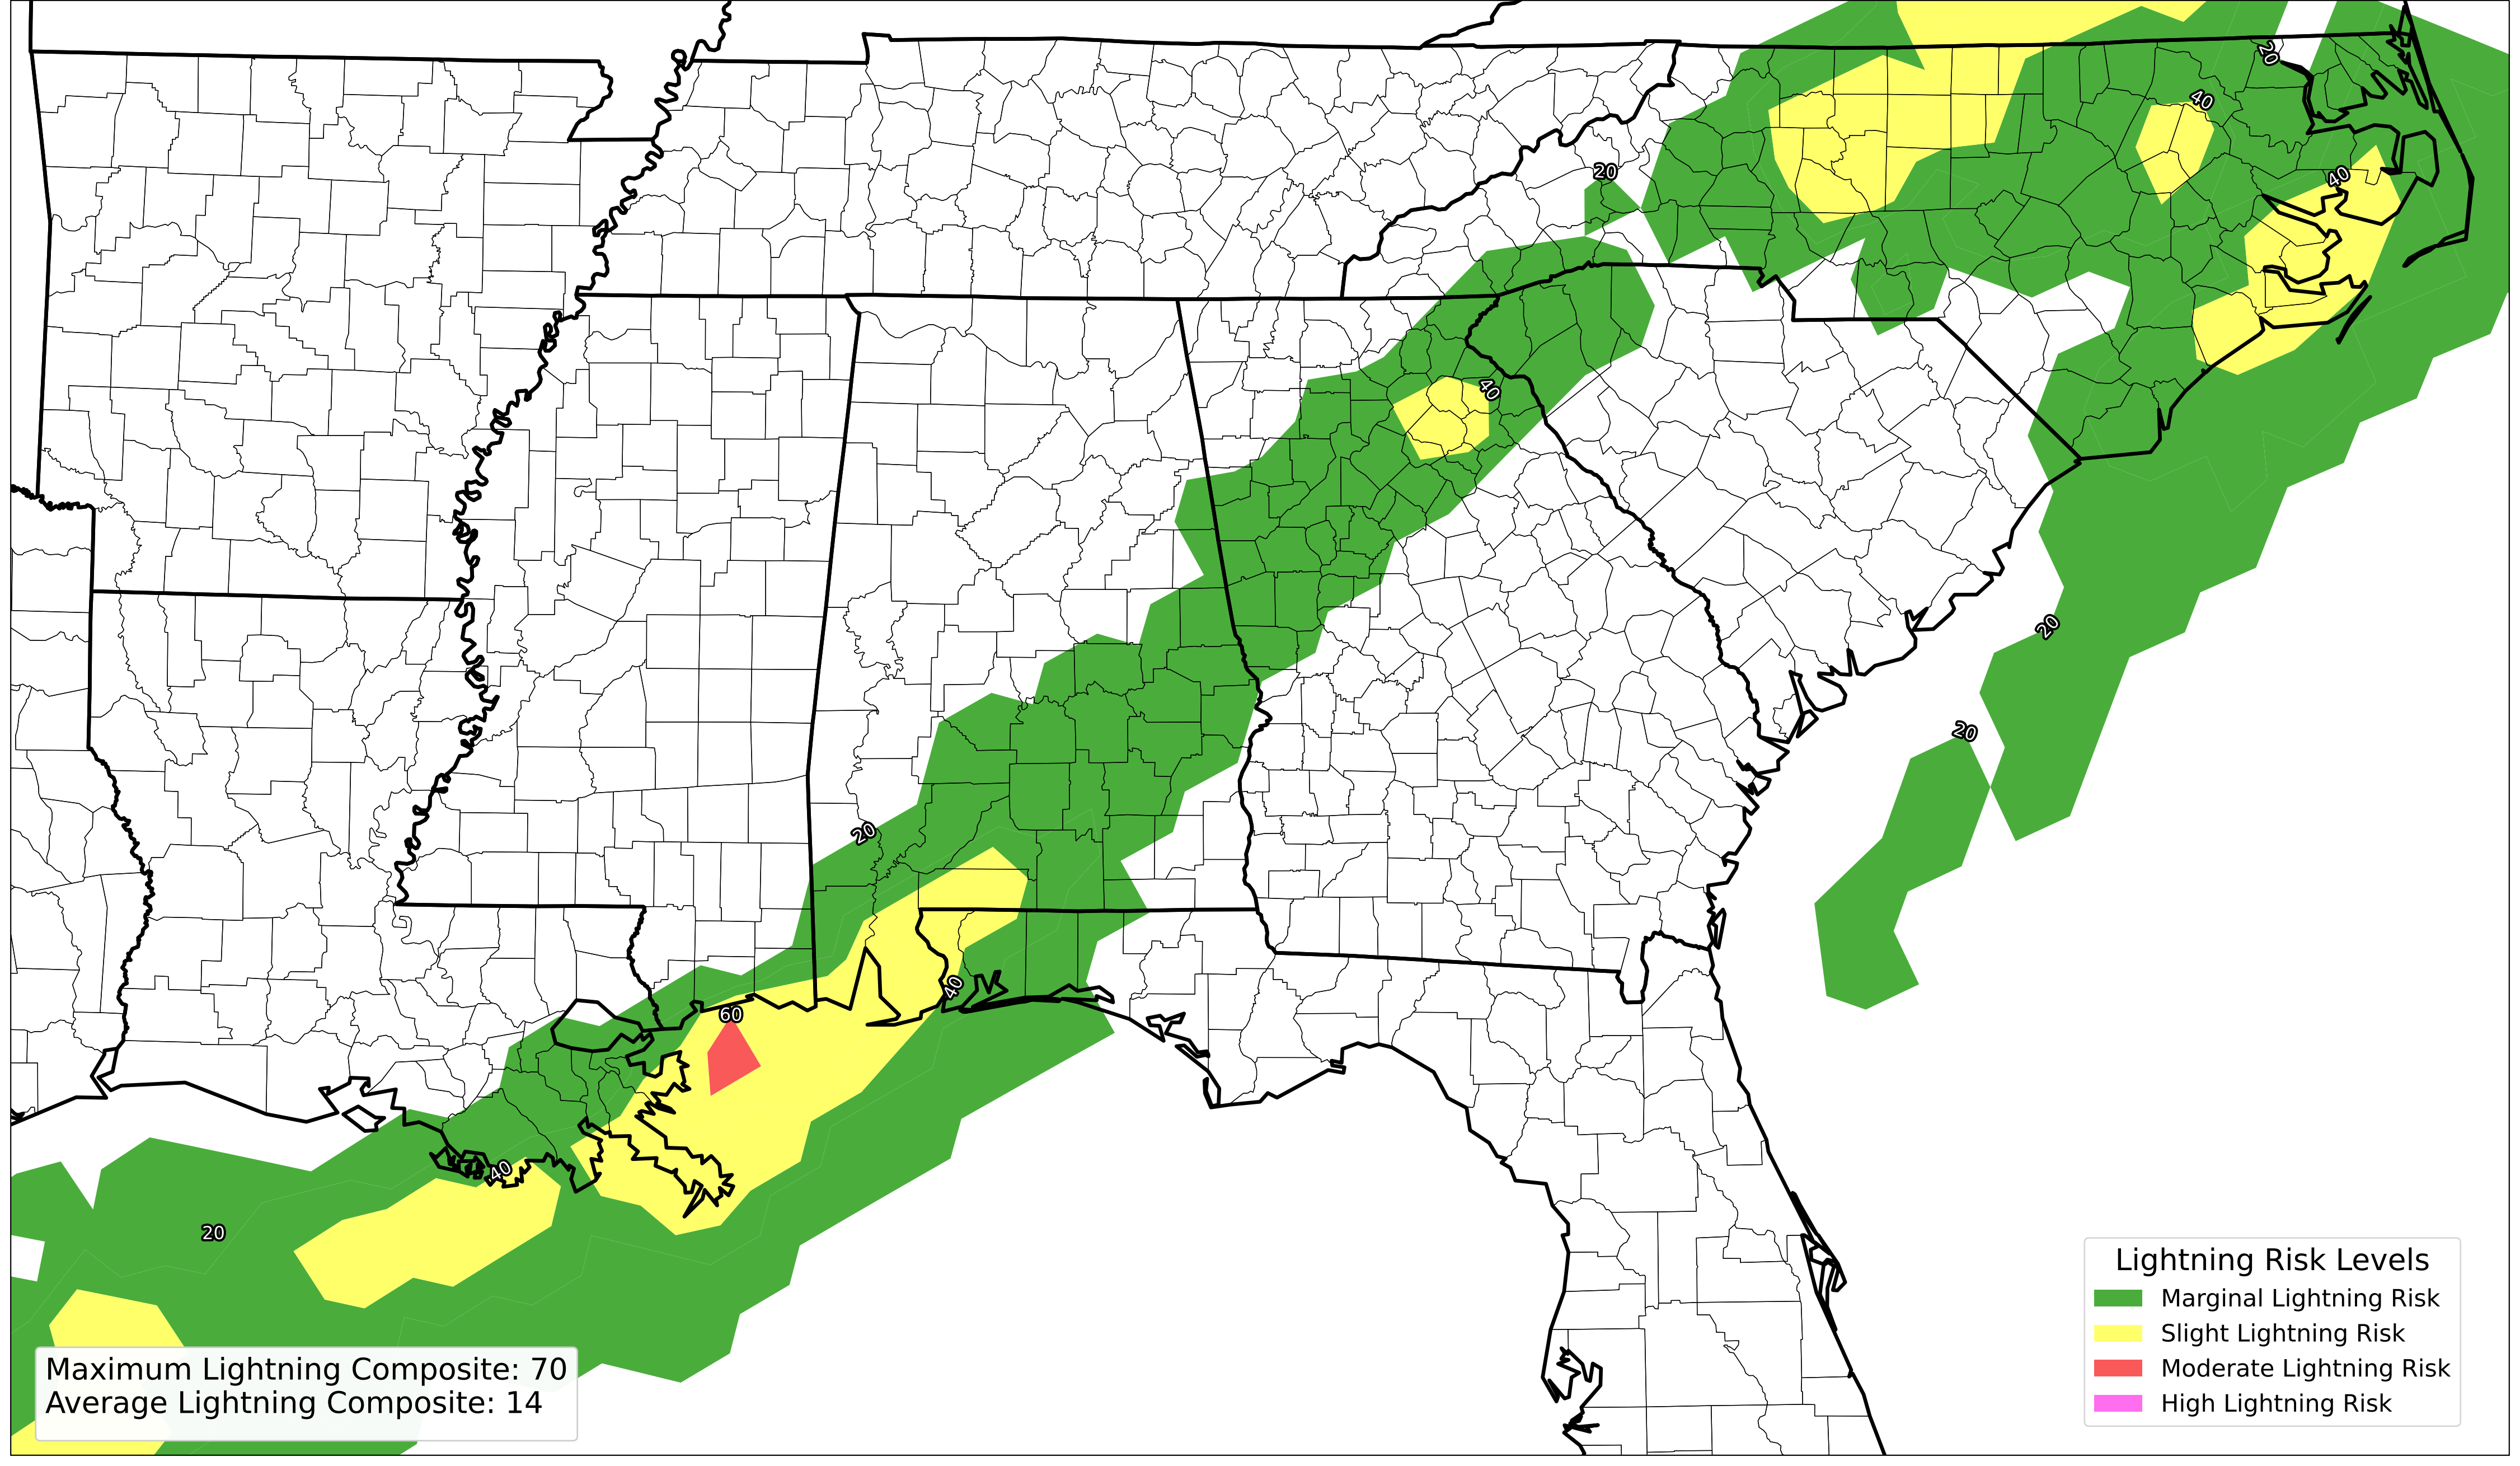 20
40
20
40
40
20
20
20
40
60
40
20
Lightning Risk Levels
Marginal Lightning Risk
Slight Lightning Risk
Moderate Lightning Risk
High Lightning Risk
Maximum Lightning Composite: 70
Average Lightning Composite: 14